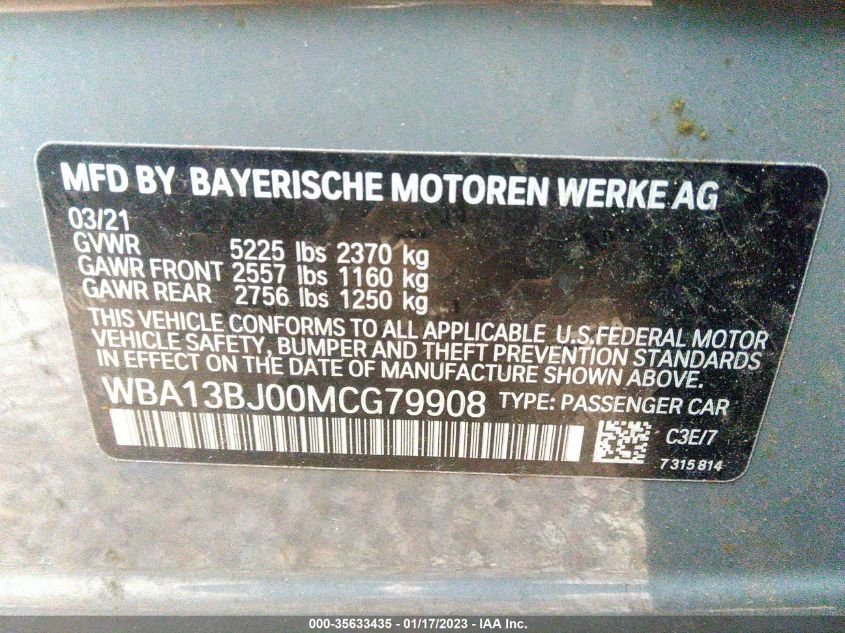 MFD BY BAYERISCHE MOTOREN WERKE AG
03/21
GVWR 5225 lbs 2370 kg
GAWR FRONT 2557 lbs 1160 kg
GAWR REAR 2756 lbs 1250 kg
THIS VEHICLE CONFORMS TO ALL APPLICABLE U.S.FEDERAL MOTOR
VEHICLE SAFETY, BUMPER AND THEFT PREVENTION STANDARDS
IN EFFECT ON THE DATE OF MANUFACTURE SHOWN ABOVE.
WBA13BJ00MCG79908 TYPE: PASSENGER CAR
C3E/7
7315814
000-35633435 - 01/17/2023 - IAA Inc.